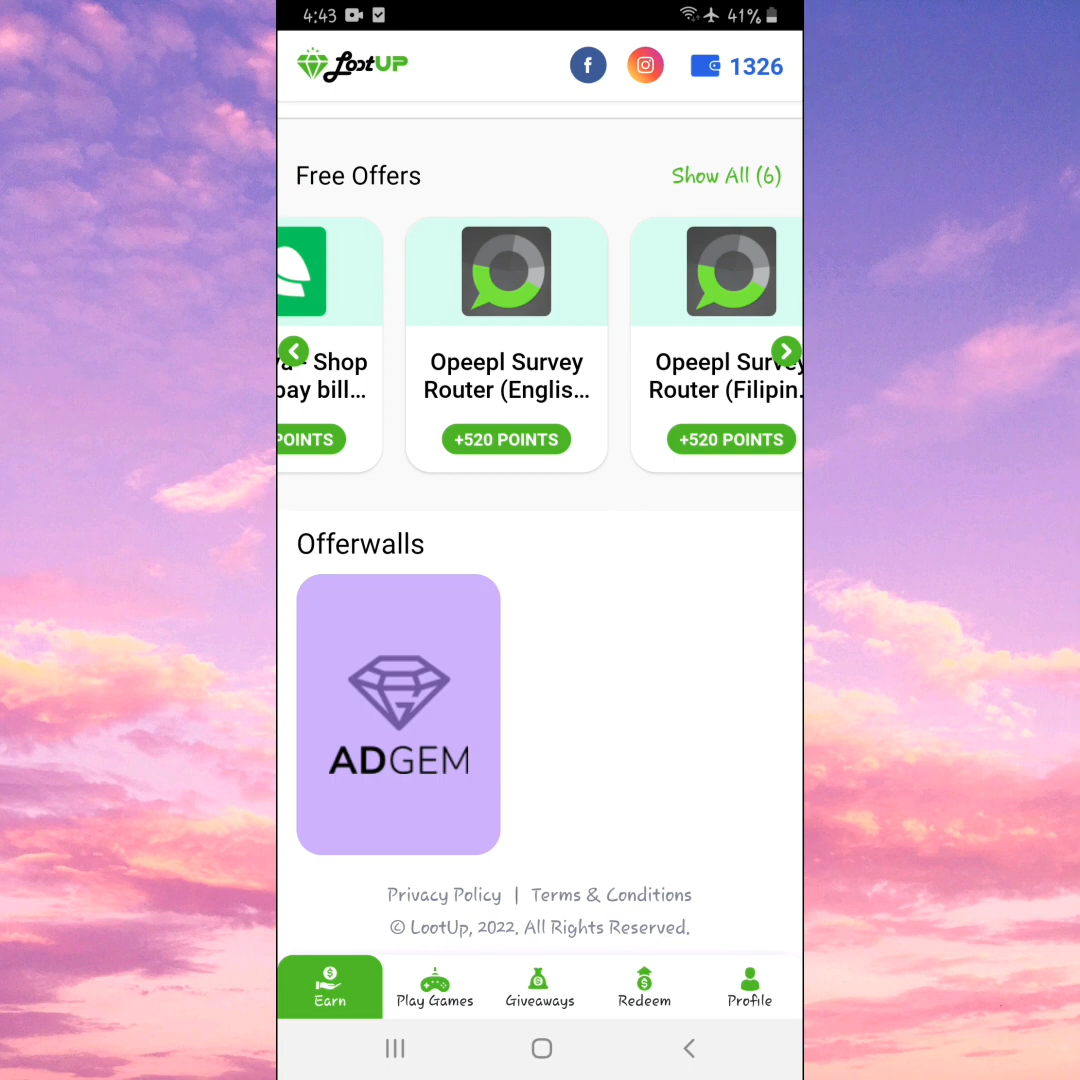 4:43
41%
LootUP
1326
Free Offers
Show All (6)
Shop
pay bill...
POINTS
Opeepl Survey
Router (Englis...
+520 POINTS
Opeepl Survey
Router (Filipin.
+520 POINTS
Offerwalls
ADGEM
Privacy Policy | Terms & Conditions
© LootUp, 2022. All Rights Reserved.
Earn
Play Games
Giveaways
Redeem
Profile